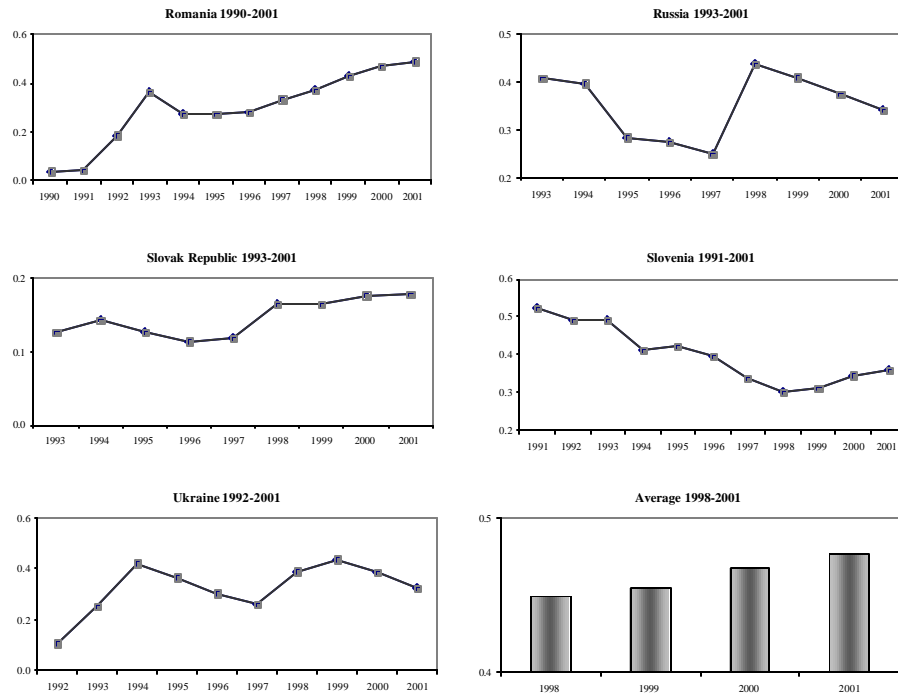 Romania 1990-2001
0.6
0.4
0.2
0.0
1990 1991 1992 1993 1994 1995 1996 1997 1998 1999 2000 2001
Russia 1993-2001
0.5
0.4
0.3
0.2
1993 1994 1995 1996 1997 1998 1999 2000 2001
Slovak Republic 1993-2001
0.2
0.1
0.0
1993 1994 1995 1996 1997 1998 1999 2000 2001
Slovenia 1991-2001
0.6
0.5
0.4
0.3
0.2
1991 1992 1993 1994 1995 1996 1997 1998 1999 2000 2001
Ukraine 1992-2001
0.6
0.4
0.2
0.0
1992 1993 1994 1995 1996 1997 1998 1999 2000 2001
Average 1998-2001
0.5
0.4
1998 1999 2000 2001